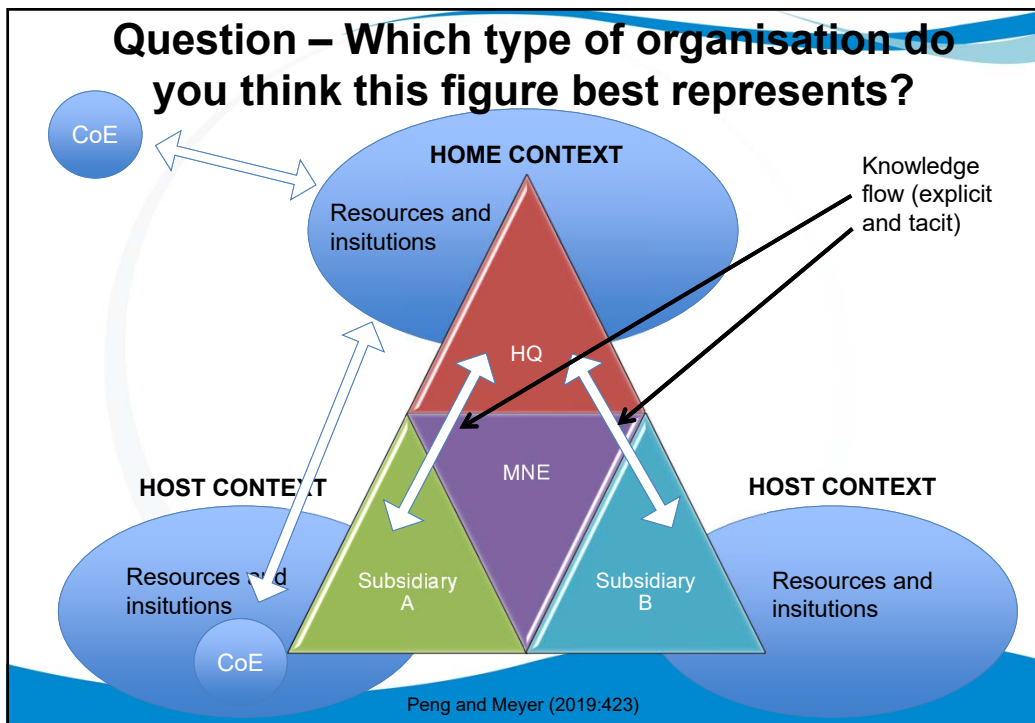 Question – Which type of organisation do
you think this figure best represents?
CoE
HOME CONTEXT
Resources and
insitutions
Knowledge
flow (explicit
and tacit)
HQ
MNE
HOST CONTEXT
Resources and
insitutions
CoE
Subsidiary
A
Subsidiary
B
HOST CONTEXT
Resources and
insitutions
Peng and Meyer (2019:423)